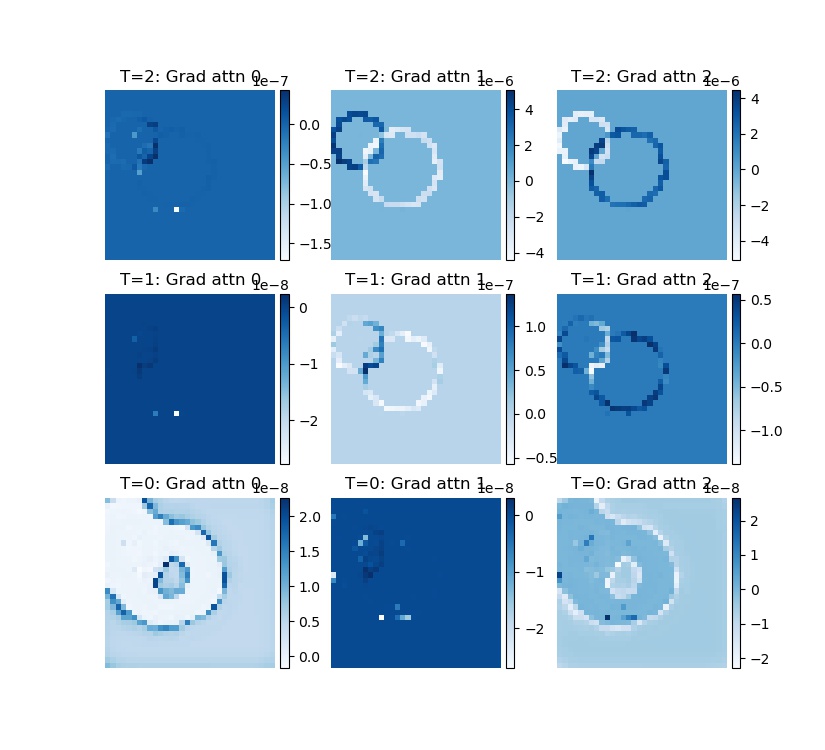 T=2: Grad attn 0
1e−7
T=2: Grad attn 1
1e−6
T=2: Grad attn 2
1e−6
0.0
−0.5
−1.0
−1.5
4
2
0
−2
−4
4
2
0
−2
−4
T=1: Grad attn 0
1e−8
T=1: Grad attn 1
1e−7
T=1: Grad attn 2
1e−7
0
−1
−2
1.0
0.5
0.0
−0.5
0.5
0.0
−0.5
−1.0
T=0: Grad attn 0
1e−8
T=0: Grad attn 1
1e−8
T=0: Grad attn 2
1e−8
2.0
1.5
1.0
0.5
0.0
0
−1
−2
2
1
0
−1
−2